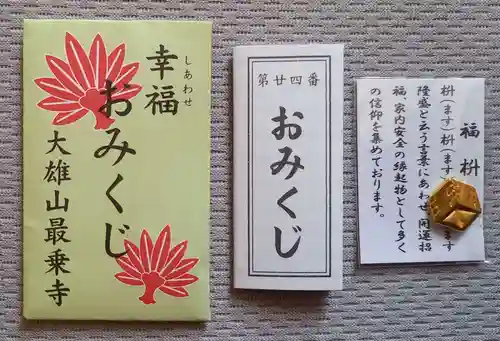 幸福
しあわせ
おみくじ
大雄山最乗寺
第廿四番
おみくじ
福枡
枡(ます)枡(ます
ます
隆盛と云う言葉にあわせ、開運招
福、家内安全の縁起物として多く
の信仰を集めております。